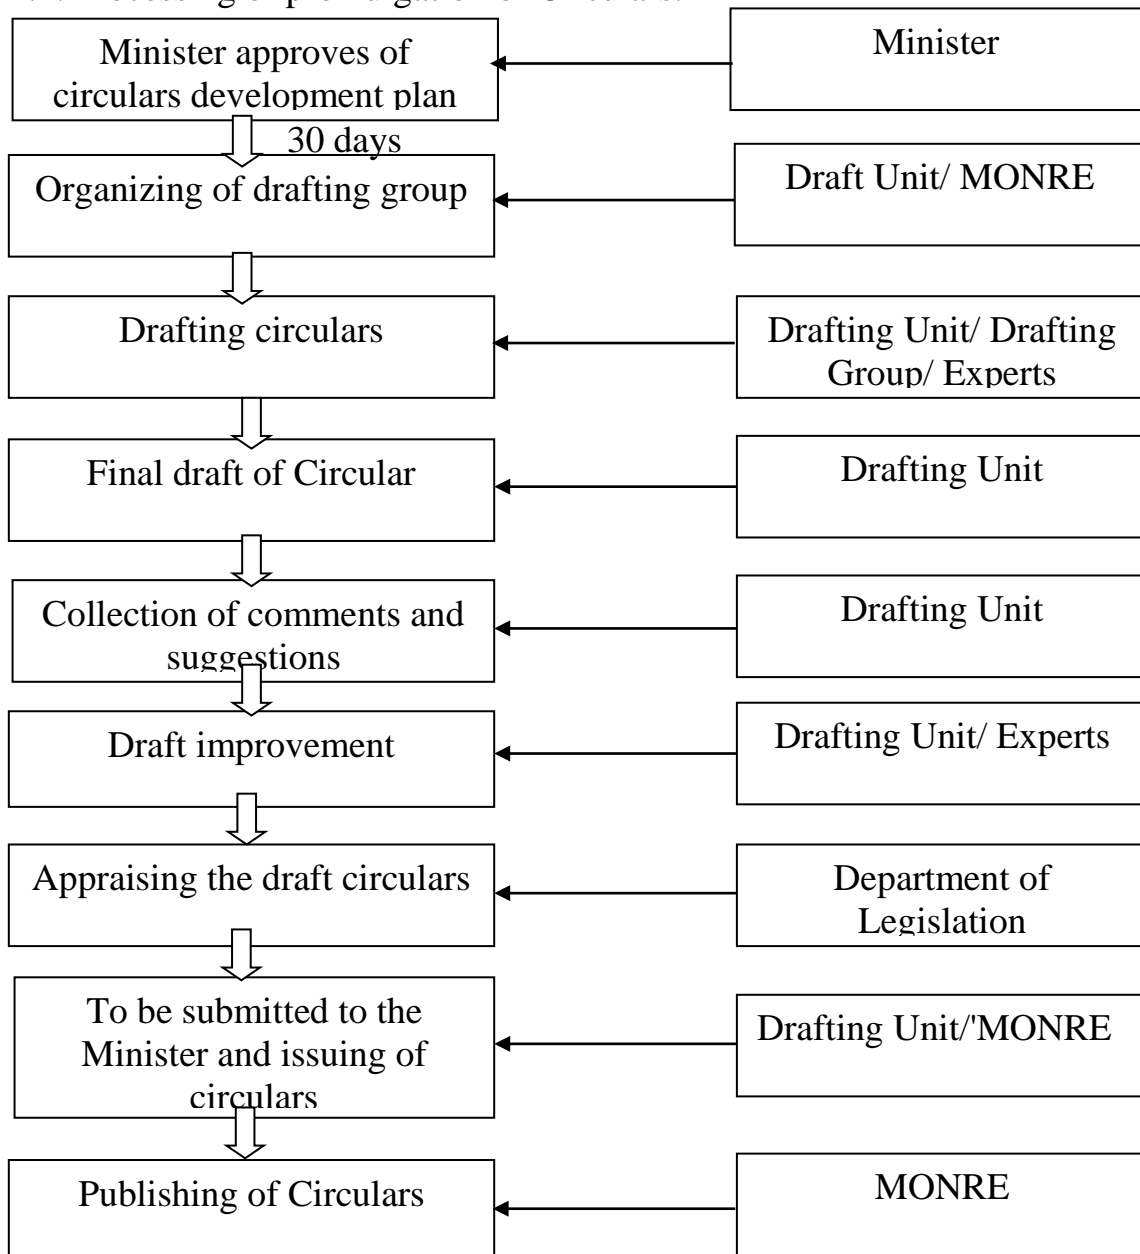 Minister approves of
circulars development plan
Minister
30 days
Organizing of drafting group
Draft Unit/ MONRE
Drafting circulars
Drafting Unit/ Drafting
Group/ Experts
Final draft of Circular
Drafting Unit
Collection of comments and
suggestions
Drafting Unit
Draft improvement
Drafting Unit/ Experts
Appraising the draft circulars
Department of
Legislation
To be submitted to the
Minister and issuing of
circulars
Drafting Unit/'MONRE
Publishing of Circulars
MONRE